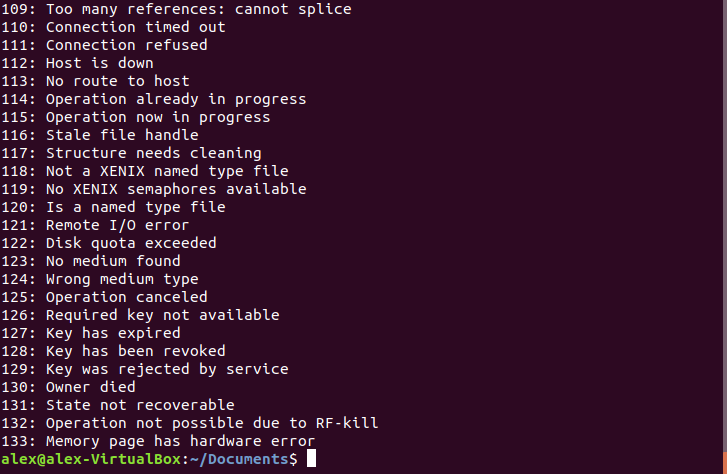 109: Too many references: cannot splice
110: Connection timed out
111: Connection refused
112: Host is down
113: No route to host
114: Operation already in progress
115: Operation now in progress
116: Stale file handle
117: Structure needs cleaning
118: Not a XENIX named type file
119: No XENIX semaphores available
120: Is a named type file
121: Remote I/O error
122: Disk quota exceeded
123: No medium found
124: Wrong medium type
125: Operation canceled
126: Required key not available
127: Key has expired
128: Key has been revoked
129: Key was rejected by service
130: Owner died
131: State not recoverable
132: Operation not possible due to RF-kill
133: Memory page has hardware error
alex@alex-VirtualBox:~/Documents$